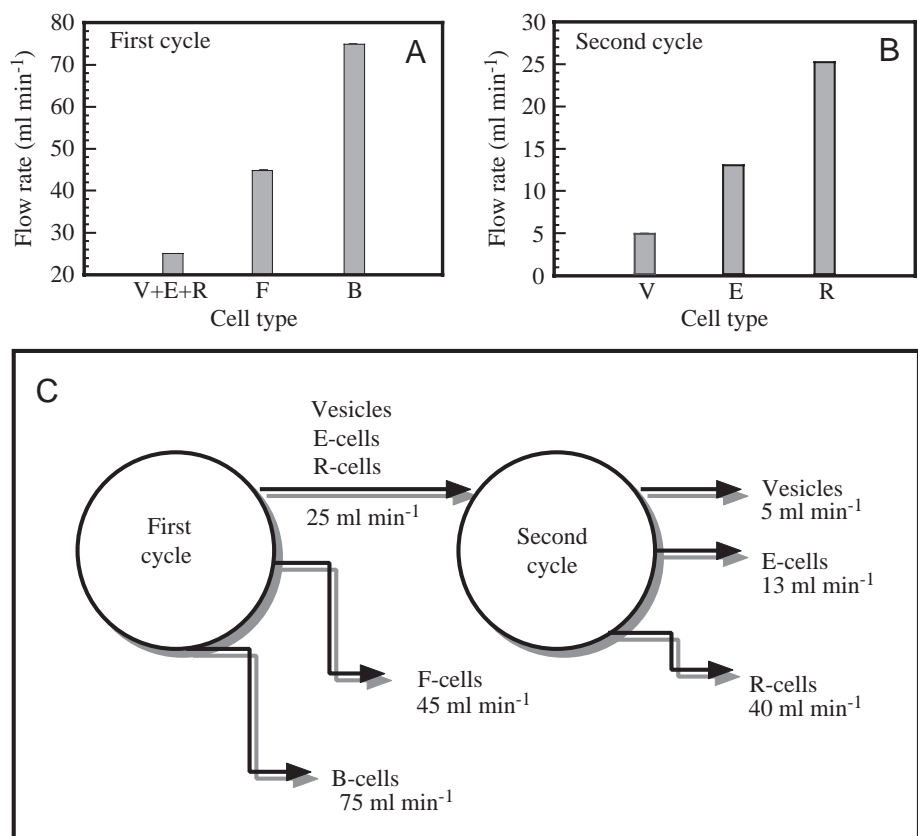 First cycle
A
Flow rate (ml min-1)
80
70
60
50
40
30
20
V+E+R F B
Cell type
Second cycle
B
Flow rate (ml min-1)
30
25
20
15
10
5
0
V E R
Cell type
C
Vesicles
E-cells
R-cells
25 ml min-1
First
cycle
Second
cycle
Vesicles
5 ml min-1
E-cells
13 ml min-1
F-cells
45 ml min-1
R-cells
40 ml min-1
B-cells
75 ml min-1